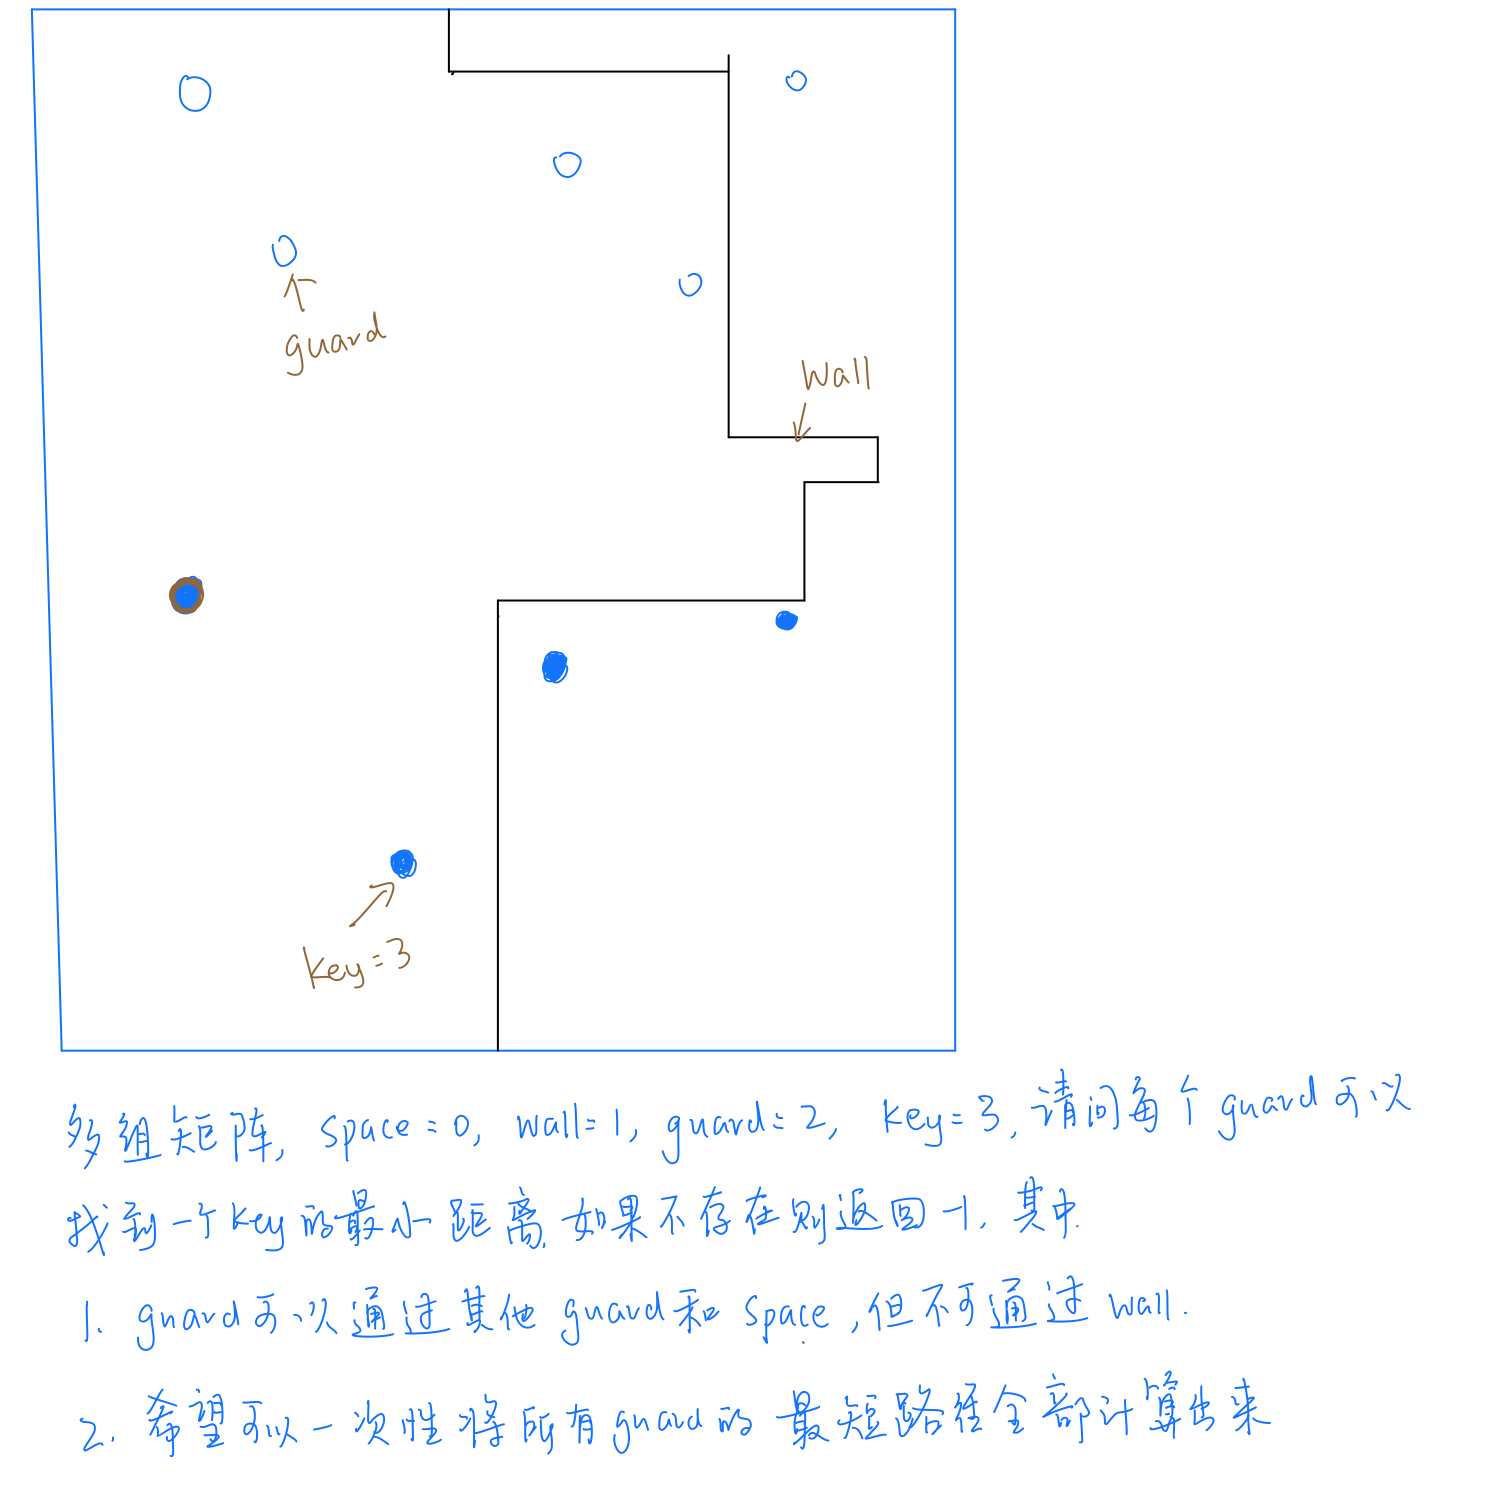 guard
Wall
key=3
多组矩阵, space=0, wall=1, guard=2, key=3, 请问每个guard可以
找到一个key的最小距离, 如果不存在则返回-1. 其中
1. guard可以通过其他guard和space, 但不可通过wall.
2. 希望可以一次性将所有guard的最短路径全部计算出来